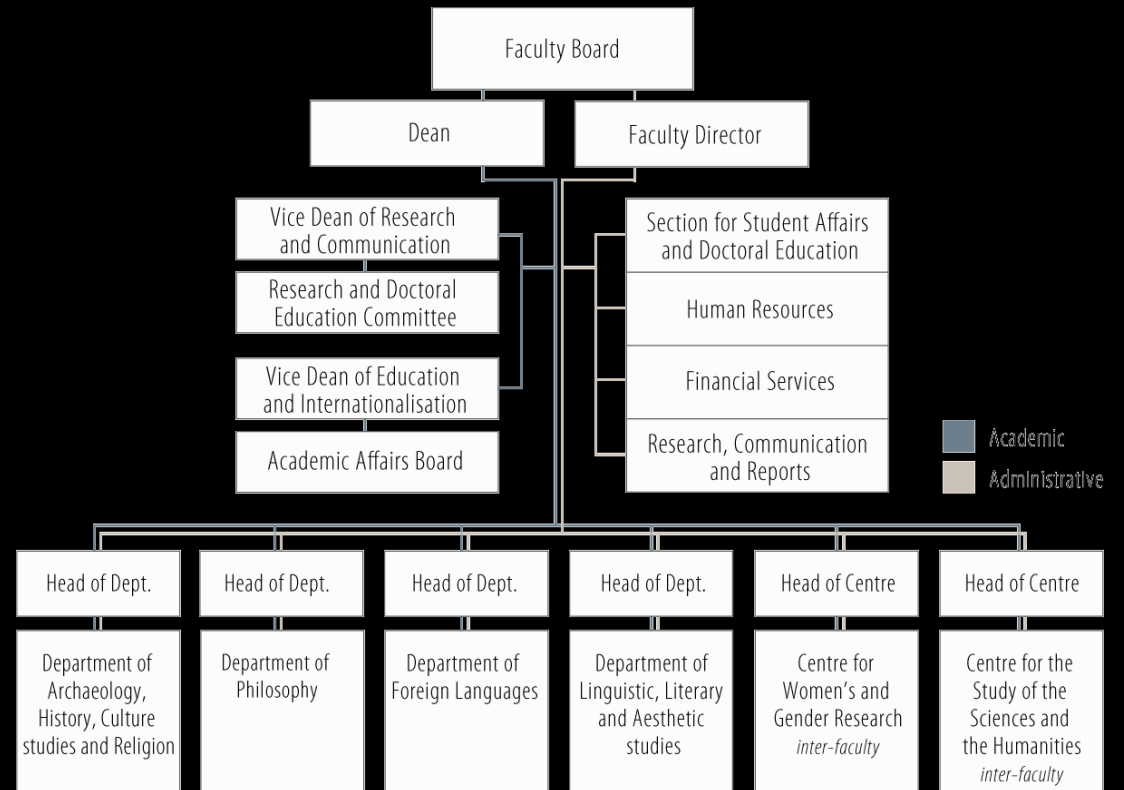 Faculty Board
Dean
Faculty Director
Vice Dean of Research
and Communication
Research and Doctoral
Education Committee
Vice Dean of Education
and Internationalisation
Academic Affairs Board
Section for Student Affairs
and Doctoral Education
Human Resources
Financial Services
Research, Communication
and Reports
Academic
Administrative
Head of Dept.
Head of Dept.
Head of Dept.
Head of Dept.
Head of Centre
Head of Centre
Department of
Archaeology,
History, Culture
studies and Religion
Department of
Philosophy
Department of
Foreign Languages
Department of
Linguistic, Literary
and Aesthetic
studies
Centre for
Women's and
Gender Research
inter-faculty
Centre for the
Study of the
Sciences and
the Humanities
inter-faculty